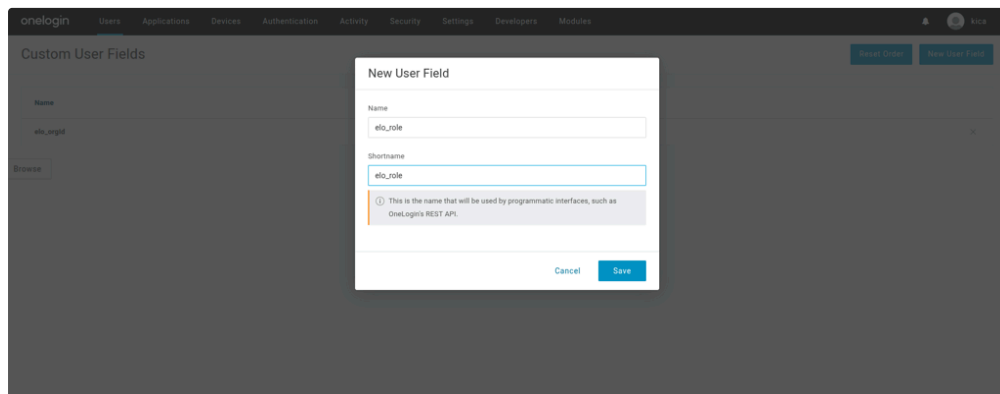 onelogin Users Applications Devices Authentication Activity Security Settings Developers Modules kica
Custom User Fields
Reset Order New User Field
Name
elo_orgid
Browse
New User Field
Name
elo_role
Shortname
elo_role
This is the name that will be used by programmatic interfaces, such as
OneLogin's REST API.
Cancel Save